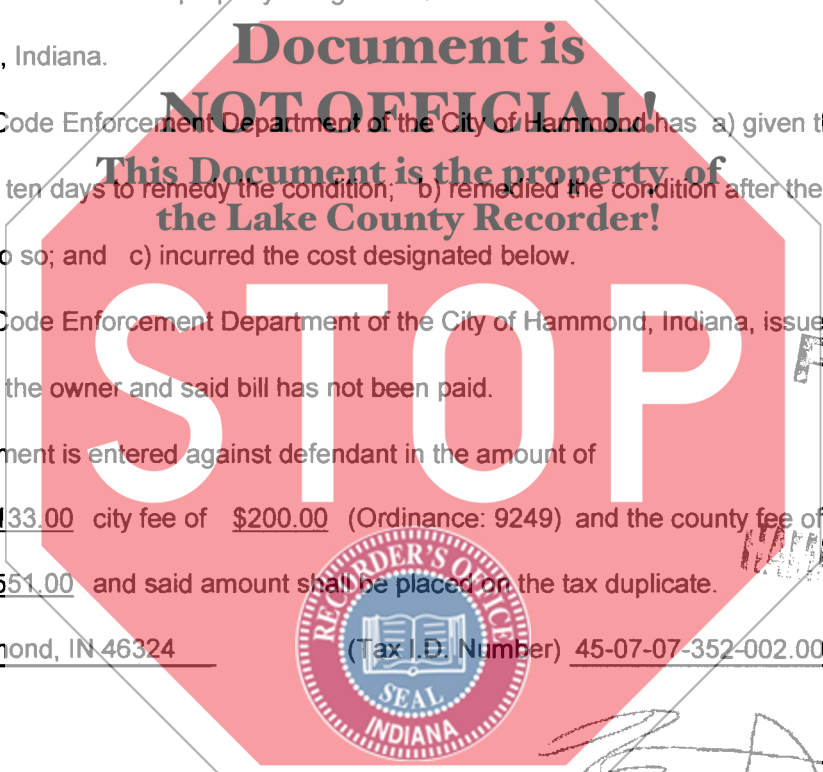 Document is
, Indiana.
NOT OFFICIAL!
Code Enforcement Department of the City of Hammond has a) given
This Document is the property of
ten days to remedy the condition; b) remedied the condition after the
the Lake County Recorder!
so; and c) incurred the cost designated below.
STOP
Code Enforcement Department of the City of Hammond, Indiana, issue
the owner and said bill has not been paid.
ment is entered against defendant in the amount of
133.00 city fee of $200.00 (Ordinance: 9249) and the county fee of
551.00 and said amount shall be placed on the tax duplicate.
mond, IN 46324 (Tax I.D. Number) 45-07-07-352-002.00
RECORDER'S OFFICE
SEAL
INDIANA